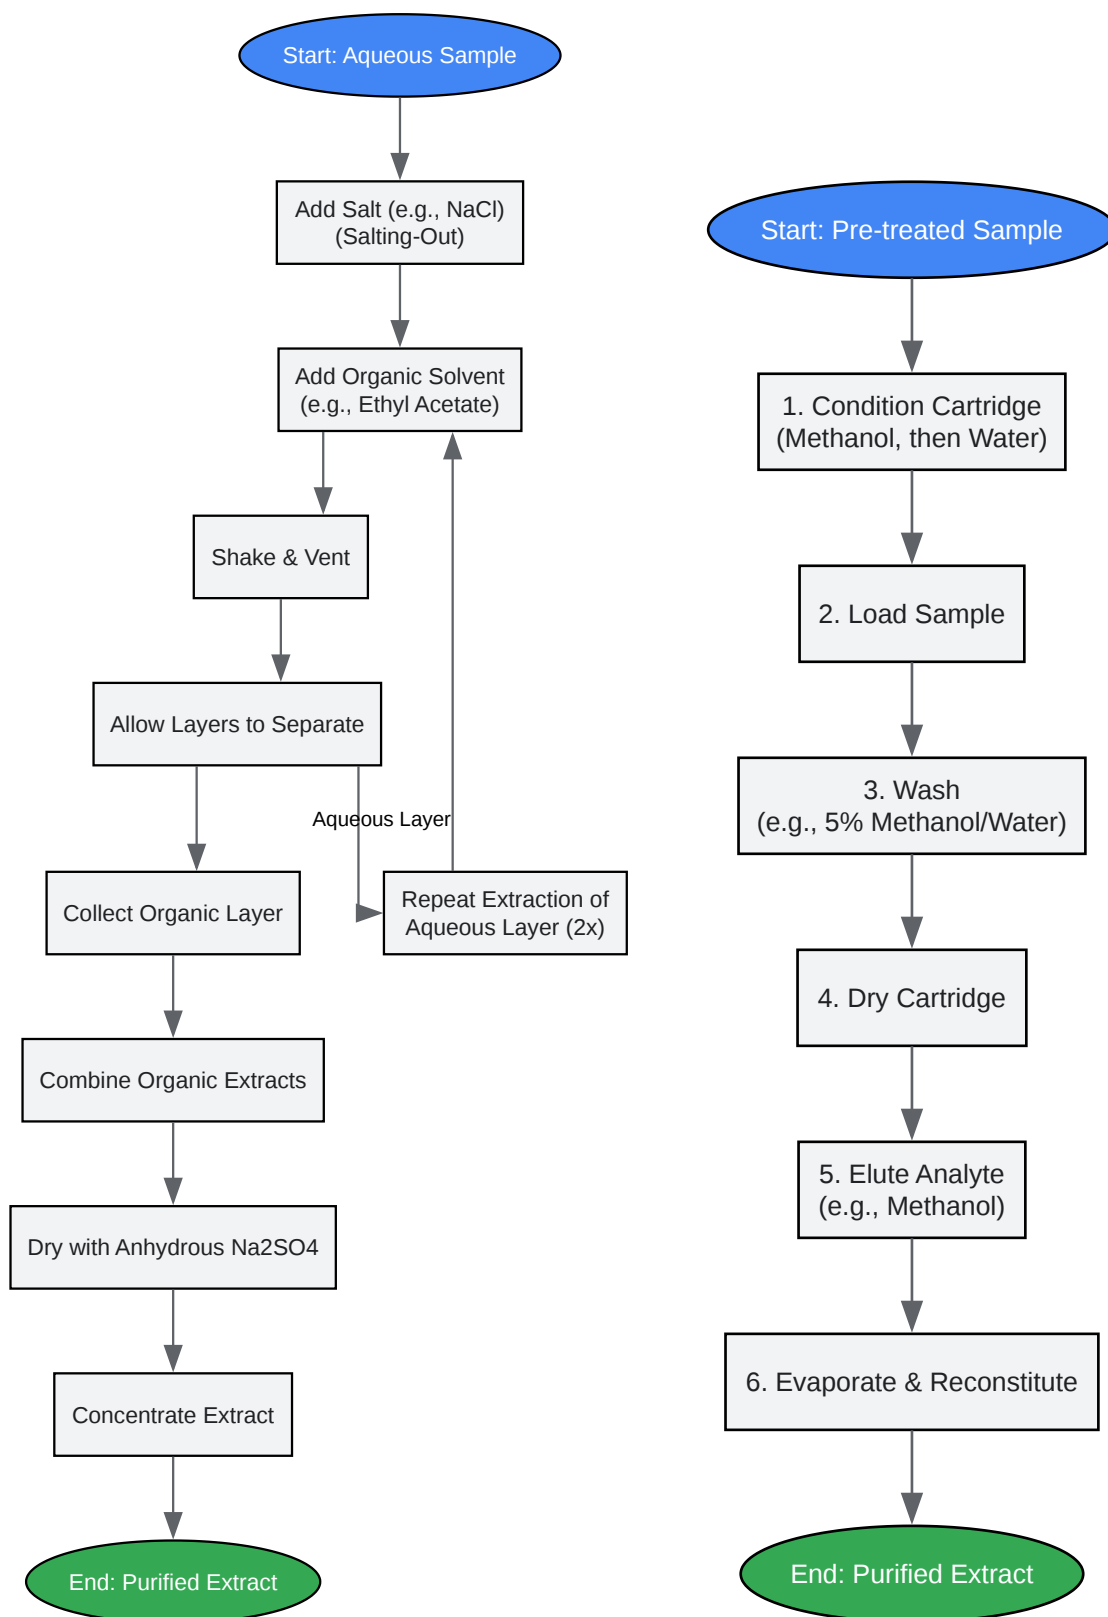 Start: Aqueous Sample
Add Salt (e.g., NaCl)
(Salting-Out)
Add Organic Solvent
(e.g., Ethyl Acetate)
Shake & Vent
Allow Layers to Separate
Aqueous Layer
Collect Organic Layer
Repeat Extraction of
Aqueous Layer (2x)
Combine Organic Extracts
Dry with Anhydrous Na2SO4
Concentrate Extract
End: Purified Extract
Start: Pre-treated Sample
1. Condition Cartridge
(Methanol, then Water)
2. Load Sample
3. Wash
(e.g., 5% Methanol/Water)
4. Dry Cartridge
5. Elute Analyte
(e.g., Methanol)
6. Evaporate & Reconstitute
End: Purified Extract